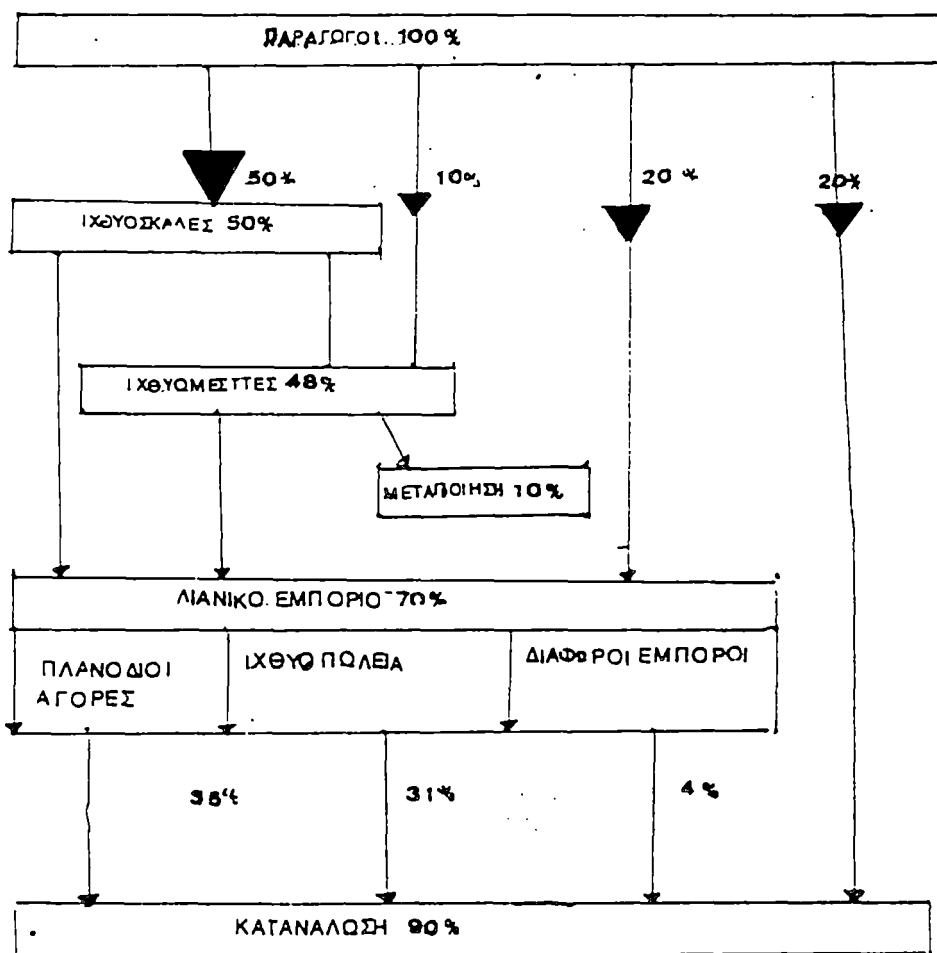 ΠΑΡΑΓΩΓΟΙ..100%
50%
10%
20%
20%
ΙΧΘΥΟΣΚΑΛΕΣ 50%
ΙΧΘΥΩΜΕΣΙΤΕΣ 48%
ΜΕΤΑΠΟΙΗΣΗ 10%
ΛΙΑΝΙΚΟ.ΕΜΠΟΡΙΟ 70%
ΠΛΑΝΟΔΙΟΙ
ΑΓΟΡΕΣ
ΙΧΘΥΟΠΩΛΕΙΑ
ΔΙΑΦΟΡΟΙ ΕΜΠΟΡΟΙ
31%
4%
ΚΑΤΑΝΑΛΩΣΗ 90%